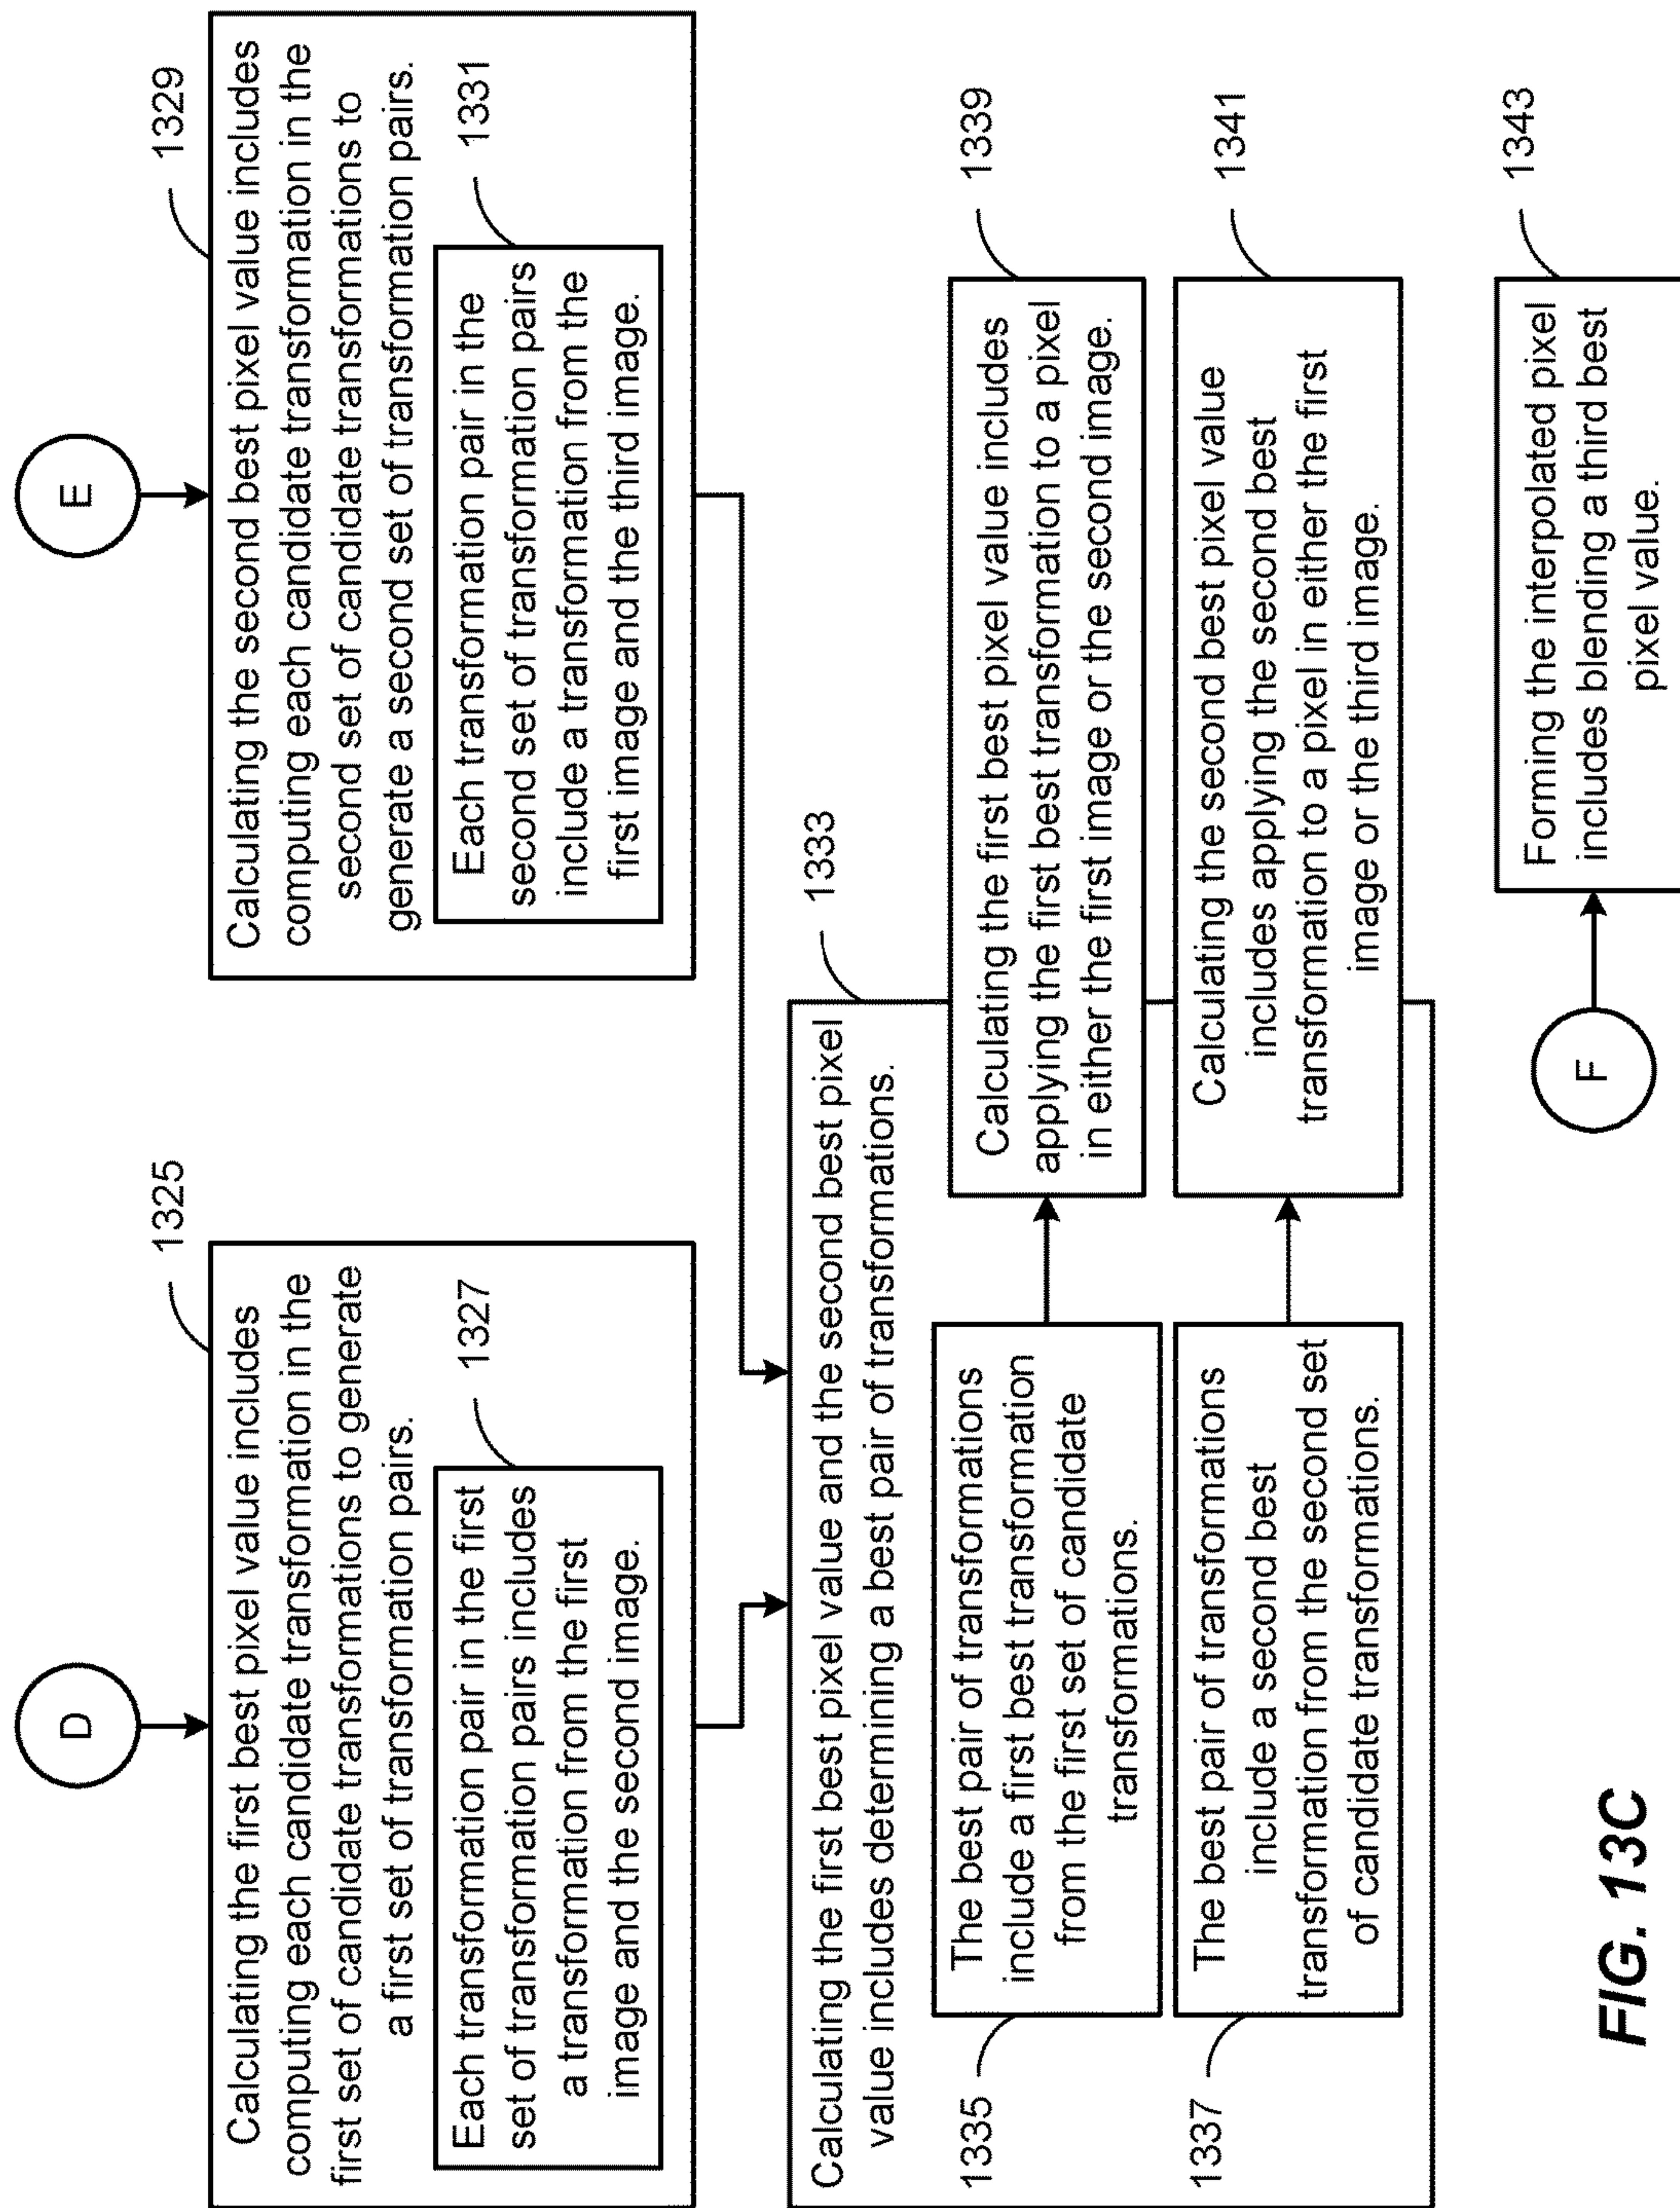 D
1325
Calculating the first best pixel value includes
computing each candidate transformation in the
first set of candidate transformations to generate
a first set of transformation pairs.
1327
Each transformation pair in the first
set of transformation pairs includes
a transformation from the first
image and the second image.
E
1329
Calculating the second best pixel value includes
computing each candidate transformation in the
second set of candidate transformations to
generate a second set of transformation pairs.
1331
Each transformation pair in the
second set of transformation pairs
include a transformation from the
first image and the third image.
1333
Calculating the first best pixel value and the second best pixel
value includes determining a best pair of transformations.
1335
The best pair of transformations
include a first best transformation
from the first set of candidate
transformations.
1339
Calculating the first best pixel value includes
applying the first best transformation to a pixel
in either the first image or the second image.
1337
The best pair of transformations
include a second best
transformation from the second set
of candidate transformations.
1341
Calculating the second best pixel value
includes applying the second best
transformation to a pixel in either the first
image or the third image.
F
1343
Forming the interpolated pixel
includes blending a third best
pixel value.
FIG. 13C